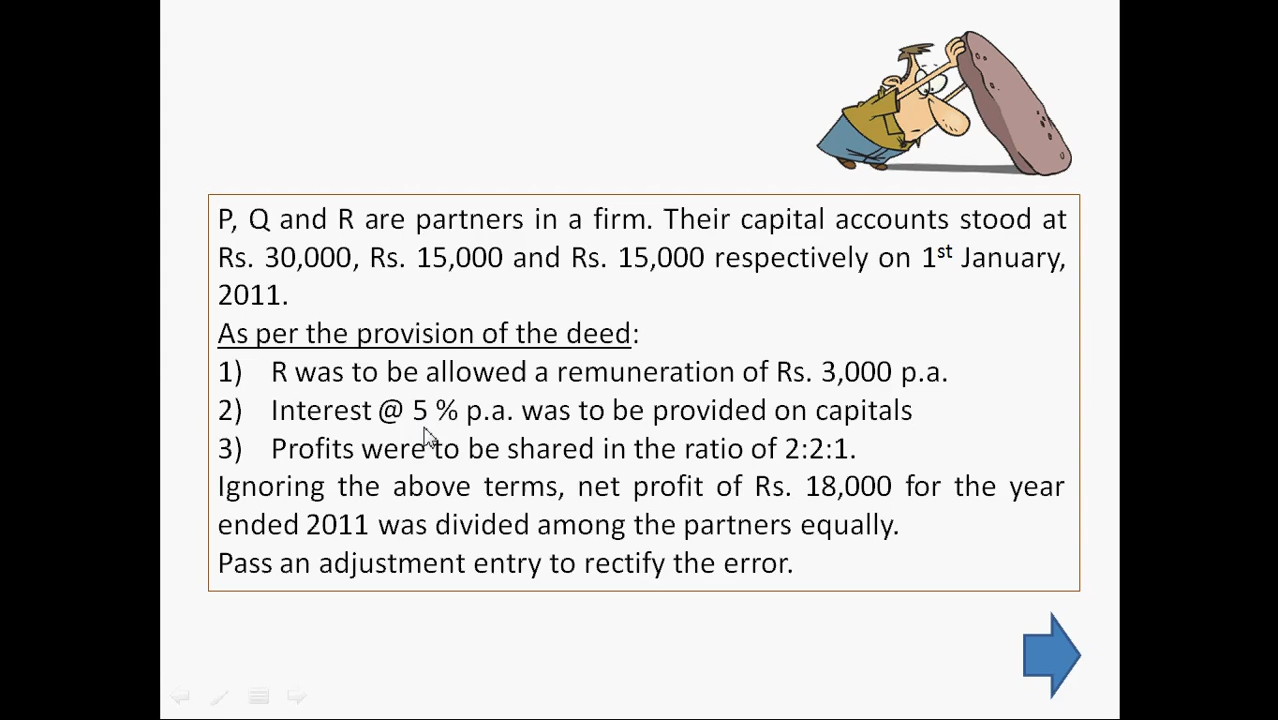 P, Q and R are partners in a firm. Their capital accounts stood at
Rs. 30,000, Rs. 15,000 and Rs. 15,000 respectively on 1st January,
2011.
As per the provision of the deed:
1) R was to be allowed a remuneration of Rs. 3,000 p.a.
2) Interest @ 5 % p.a. was to be provided on capitals
3) Profits were to be shared in the ratio of 2:2:1.
Ignoring the above terms, net profit of Rs. 18,000 for the year
ended 2011 was divided among the partners equally.
Pass an adjustment entry to rectify the error.